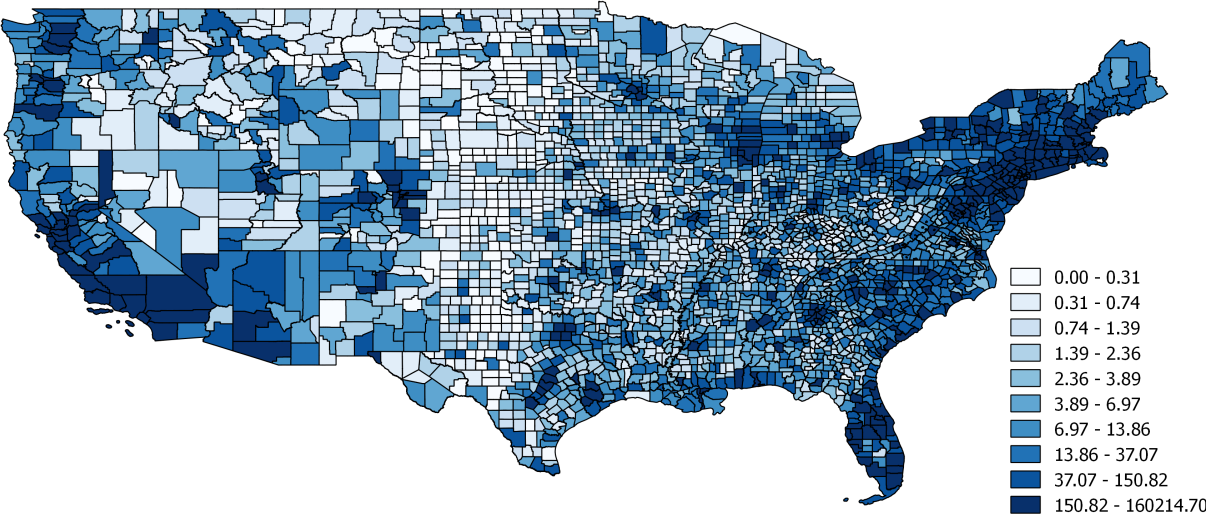 0.00 - 0.31
0.31 - 0.74
0.74 - 1.39
1.39 - 2.36
2.36 - 3.89
3.89 - 6.97
6.97 - 13.86
13.86 - 37.07
37.07 - 150.82
150.82 - 160214.70